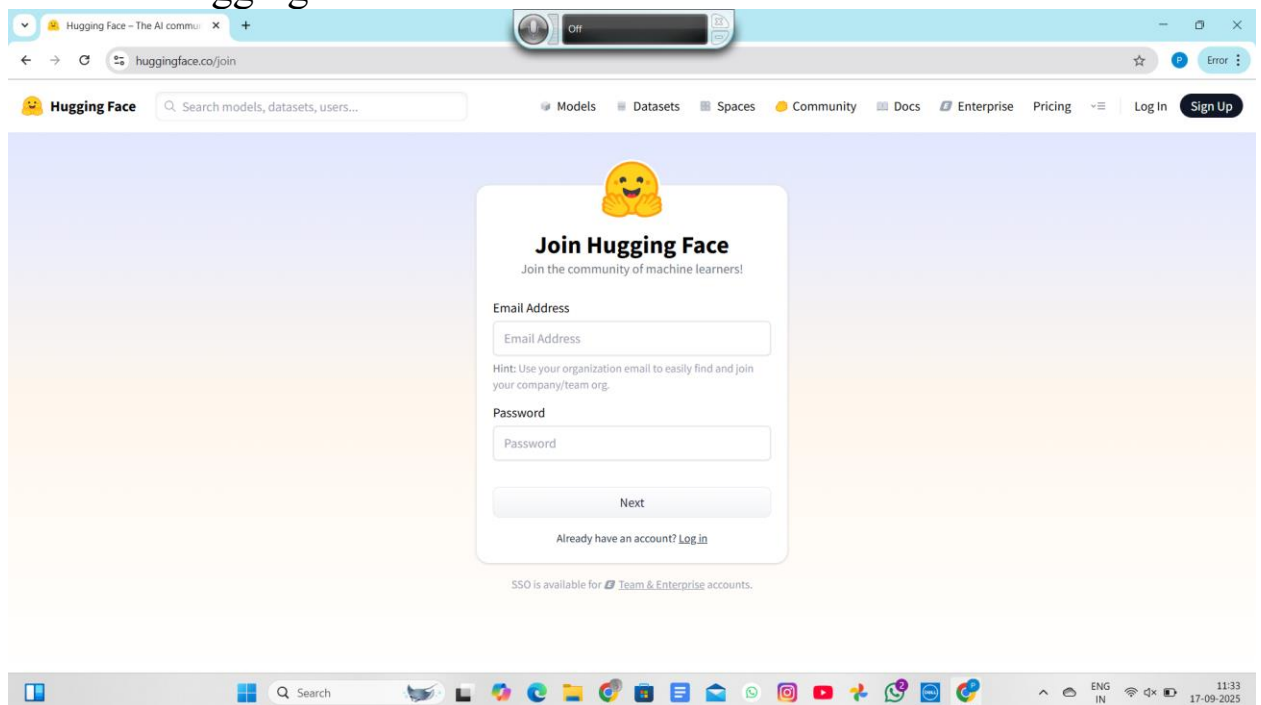 Hugging Face – The AI commu
Off
huggingface.co/join
P
Error
Hugging Face
Search models, datasets, users...
Models
Datasets
Spaces
Community
Docs
Enterprise
Pricing
Log In
Sign Up
Join Hugging Face
Join the community of machine learners!
Email Address
Email Address
Hint: Use your organization email to easily find and join
your company/team org.
Password
Password
Next
Already have an account? Log in
SSO is available for Team & Enterprise accounts.
Search
2
DELL
P
ENG
IN
11:33
17-09-2025